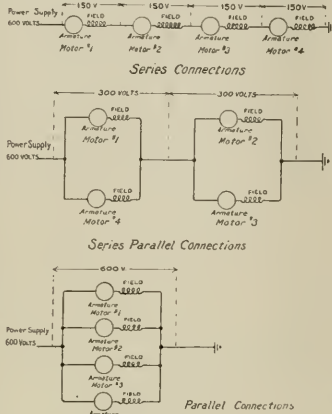 150 V 150V 150V 150V
Power Supply FIELD FIELD FIELD FIELD
600 VOLTS
Armature Armature Armature Armature
Motor #1 Motor #2 Motor #3 Motor #4
Series Connections
300 VOLTS 300 VOLTS
FIELD FIELD
Armature Armature
Motor #1 Motor #2
Power Supply
600 VOLTS
FIELD FIELD
Armature Armature
Motor #4 Motor #3
Series Parallel Connections
600 V.
FIELD
Armature
Motor #1
FIELD
Power Supply
600 VOLTS
Armature
Motor #2
FIELD
Armature
Motor #3
FIELD
Parallel Connections